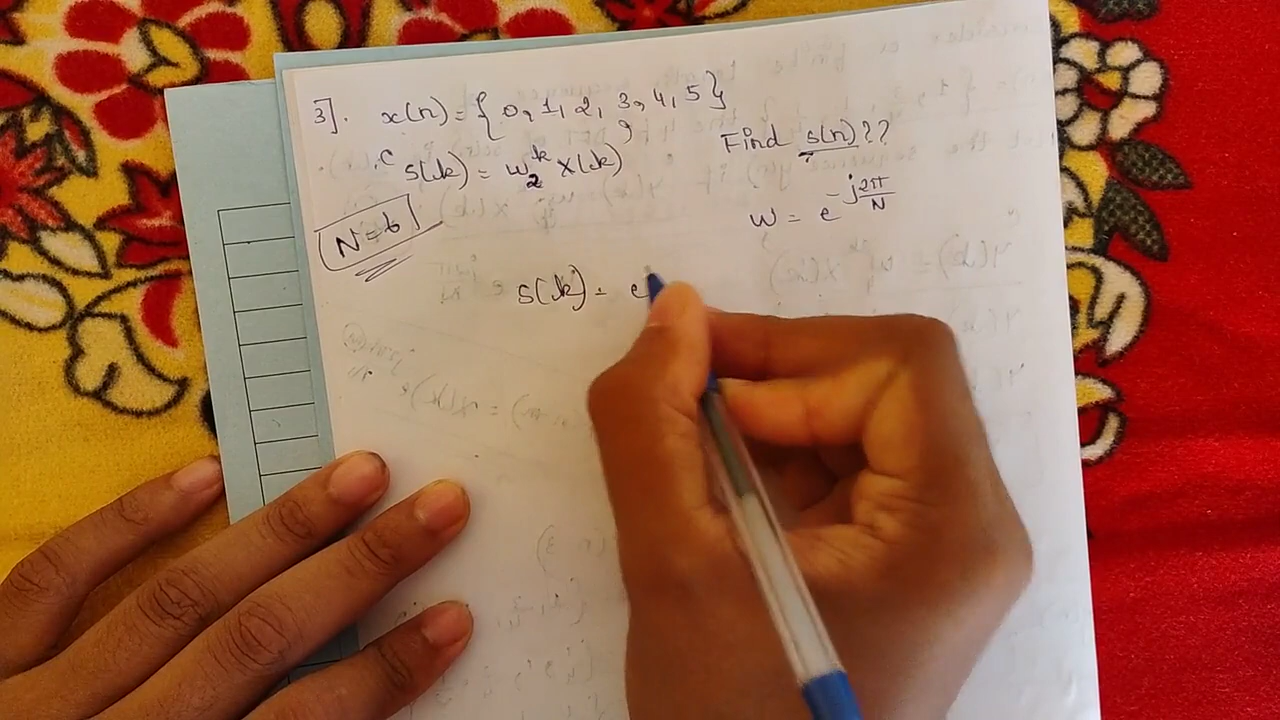 3]. x(n) = { 0, 1, 2, 3, 4, 5 },
S(k) = W₂ᵏ X(k)
Find s(n)??
W = e^{-j2π/N}
N=6
S(k) = e